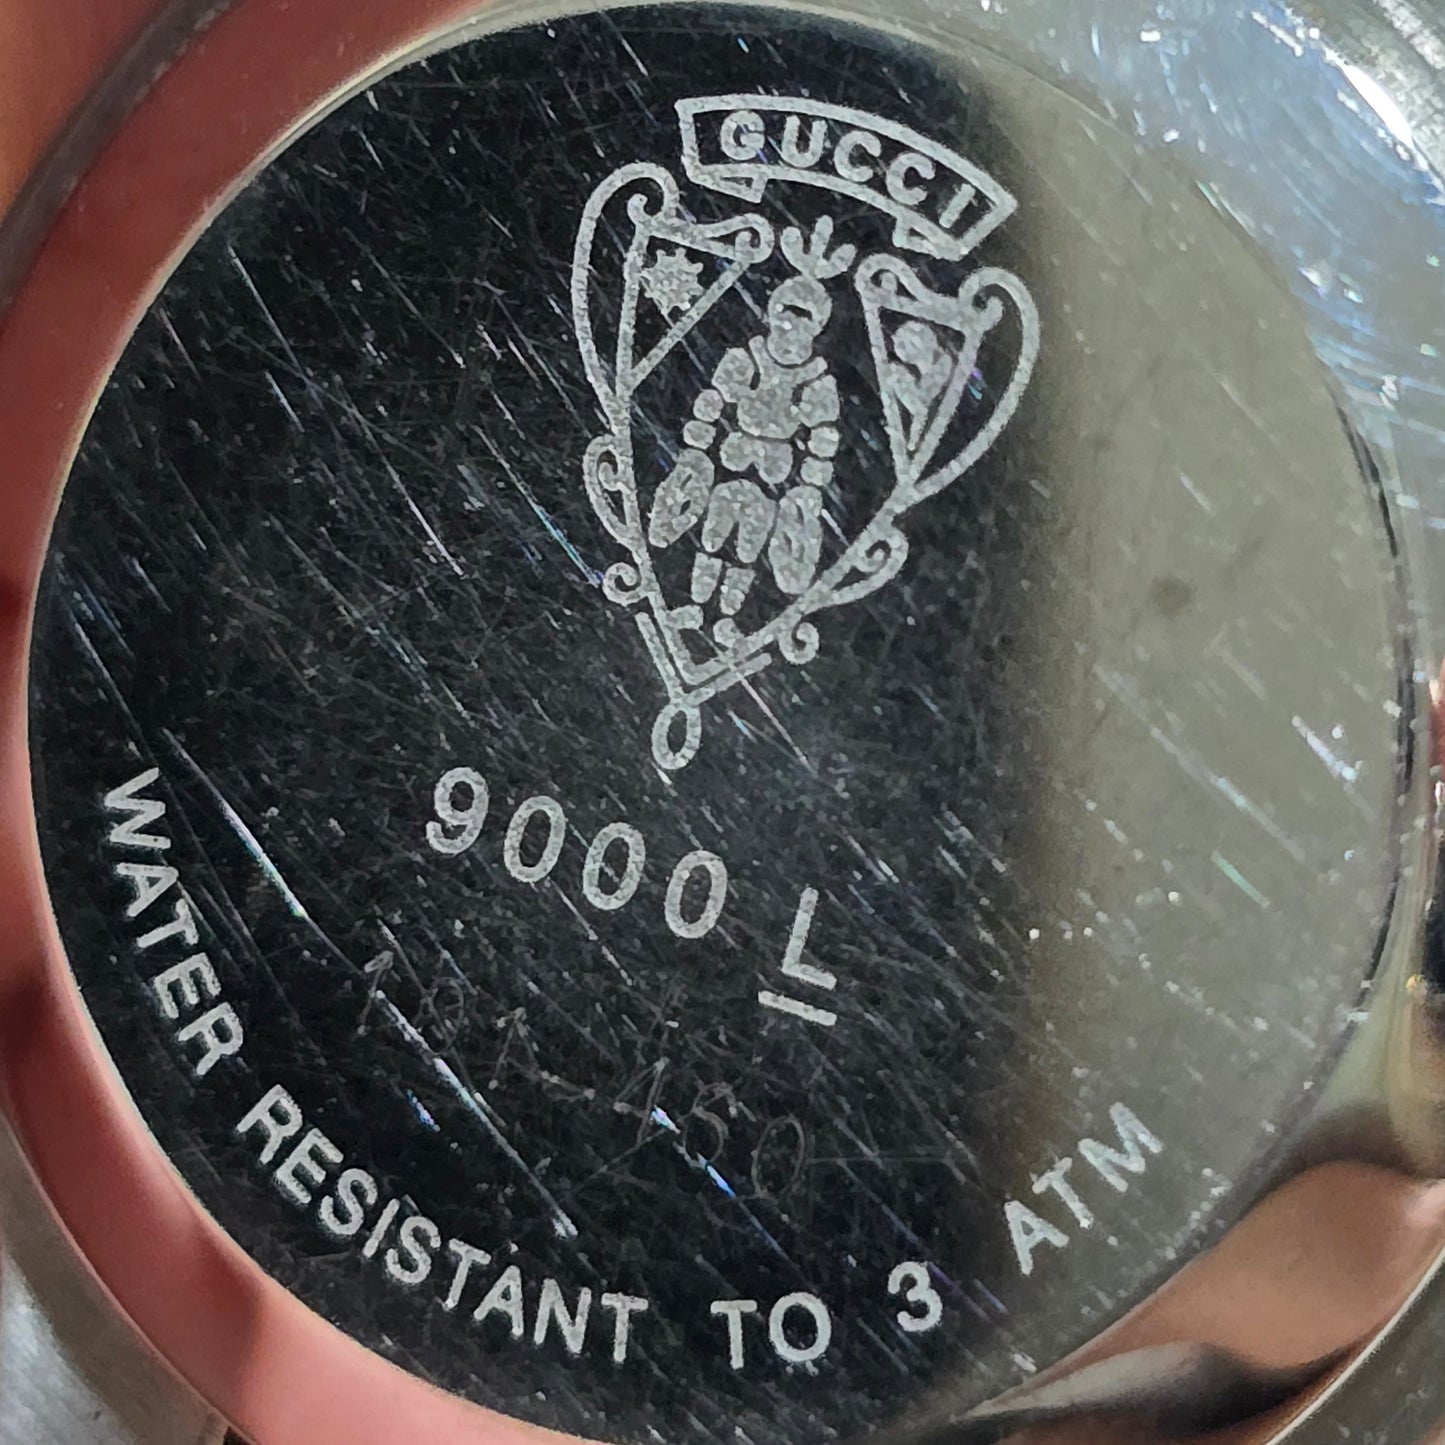 GUCCI
9000 L
WATER RESISTANT TO 3 ATM